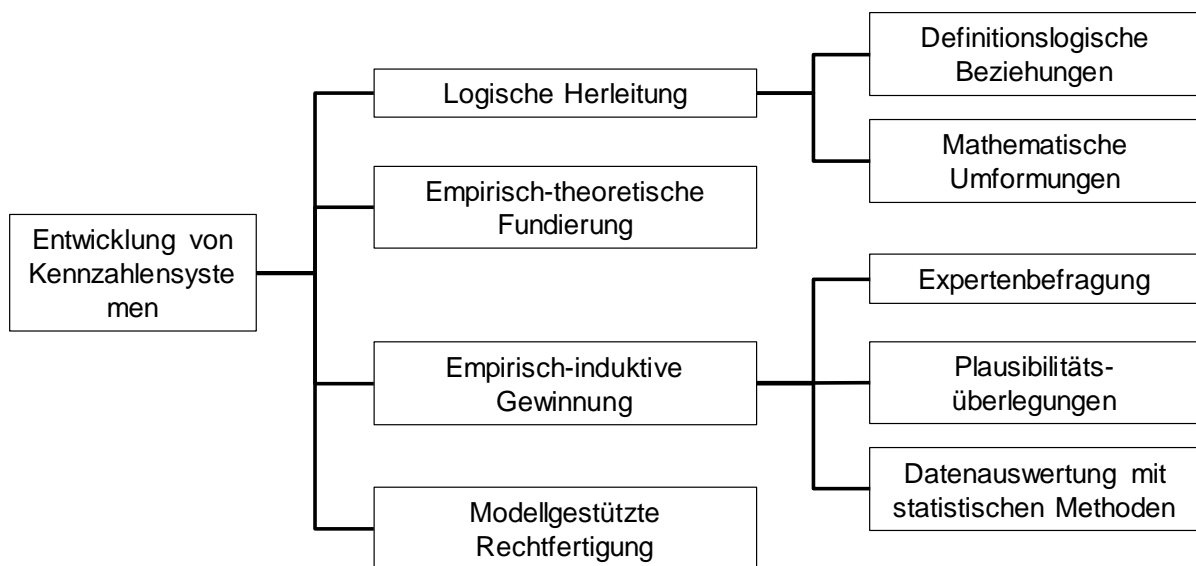 Entwicklung von
Kennzahlensyste
men
Logische Herleitung
Empirisch-theoretische
Fundierung
Empirisch-induktive
Gewinnung
Modellgestützte
Rechtfertigung
Definitionslogische
Beziehungen
Mathematische
Umformungen
Expertenbefragung
Plausibilitäts-
überlegungen
Datenauswertung mit
statistischen Methoden